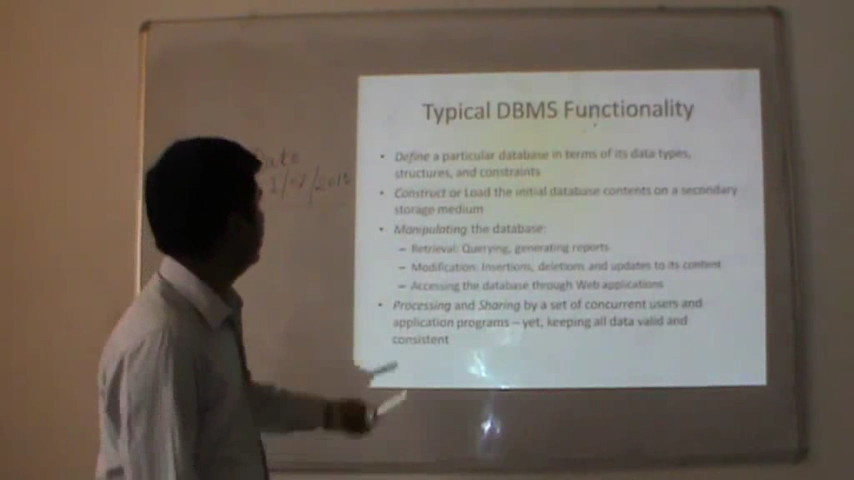 Typical DBMS Functionality
• Define a particular database in terms of its data types,
structures, and constraints
• Construct or Load the initial database contents on a secondary
storage medium
• Manipulating the database:
– Retrieval: Querying, generating reports
– Modification: Insertions, deletions and updates to its content
– Accessing the database through Web applications
• Processing and Sharing by a set of concurrent users and
application programs – yet, keeping all data valid and
consistent
Date